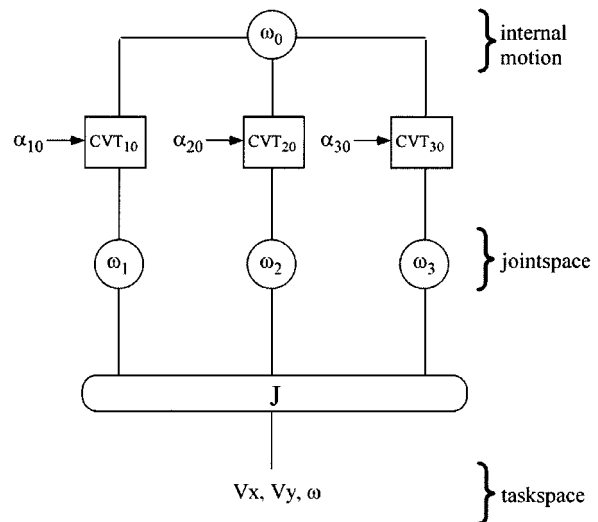 ω₀
internal
motion
α₁₀ CVT₁₀ α₂₀ CVT₂₀ α₃₀ CVT₃₀
ω₁ ω₂ ω₃ jointspace
J
Vx, Vy, ω taskspace